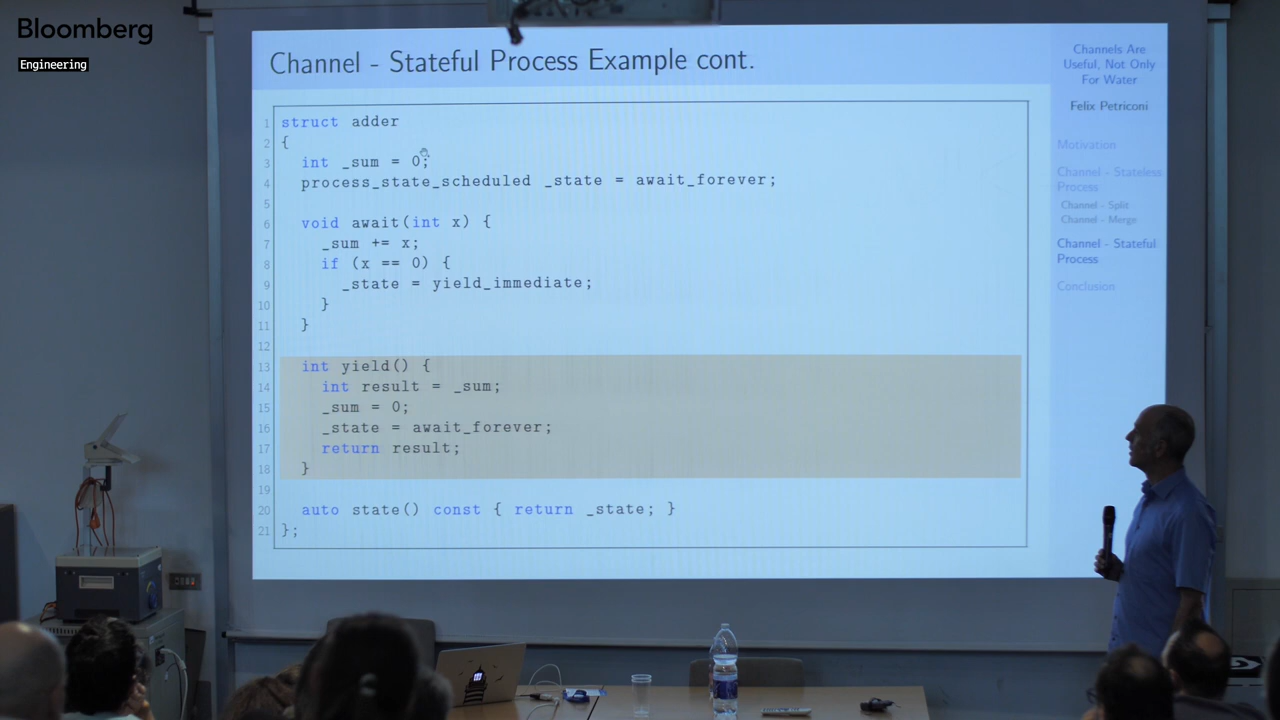 Bloomberg
Engineering
Channel - Stateful Process Example cont.
1 struct adder
2 {
3 int _sum = 0;
4 process_state_scheduled _state = await_forever;
5
6 void await(int x) {
7 _sum += x;
8 if (x == 0) {
9 _state = yield_immediate;
10 }
11 }
12
13 int yield() {
14 int result = _sum;
15 _sum = 0;
16 _state = await_forever;
17 return result;
18 }
19
20 auto state() const { return _state; }
21 };
Channels Are
Useful, Not Only
For Water
Felix Petriconi
Motivation
Channel - Stateless
Process
Channel - Split
Channel - Merge
Channel - Stateful
Process
Conclusion